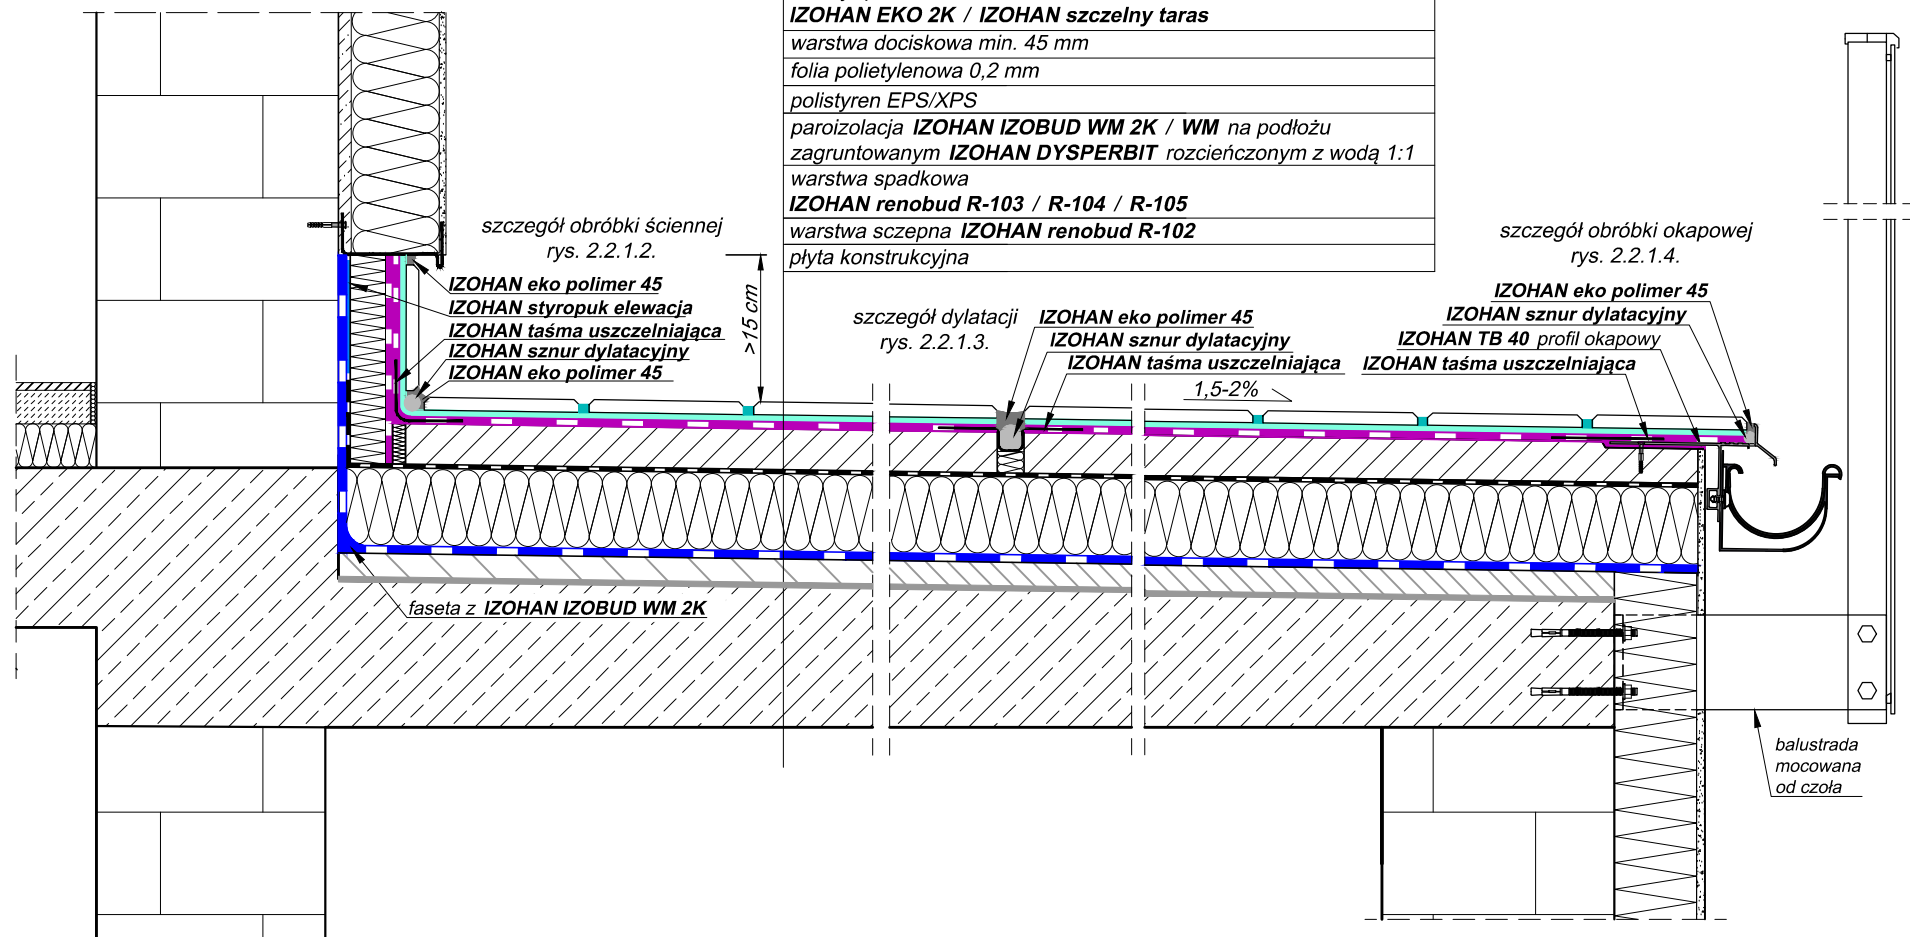 IZOHAN EKO 2K / IZOHAN szczelny taras
warstwa dociskowa min. 45 mm
folia polietylenowa 0,2 mm
polistyren EPS/XPS
paroizolacja IZOHAN IZOBUD WM 2K / WM na podłożu
zagruntowanym IZOHAN DYSPERBIT rozcieńczonym z wodą 1:1
warstwa spadkowa
IZOHAN renobud R-103 / R-104 / R-105
warstwa sczepna IZOHAN renobud R-102
płyta konstrukcyjna
szczegół obróbki ściennej
rys. 2.2.1.2.
IZOHAN eko polimer 45
IZOHAN styropuk elewacja
IZOHAN taśma uszczelniająca
IZOHAN sznur dylatacyjny
IZOHAN eko polimer 45
>15 cm
szczegół dylatacji
rys. 2.2.1.3.
IZOHAN eko polimer 45
IZOHAN sznur dylatacyjny
IZOHAN taśma uszczelniająca
1,5-2%
szczegół obróbki okapowej
rys. 2.2.1.4.
IZOHAN eko polimer 45
IZOHAN sznur dylatacyjny
IZOHAN TB 40 profil okapowy
IZOHAN taśma uszczelniająca
faseta z IZOHAN IZOBUD WM 2K
balustrada
mocowana
od czoła